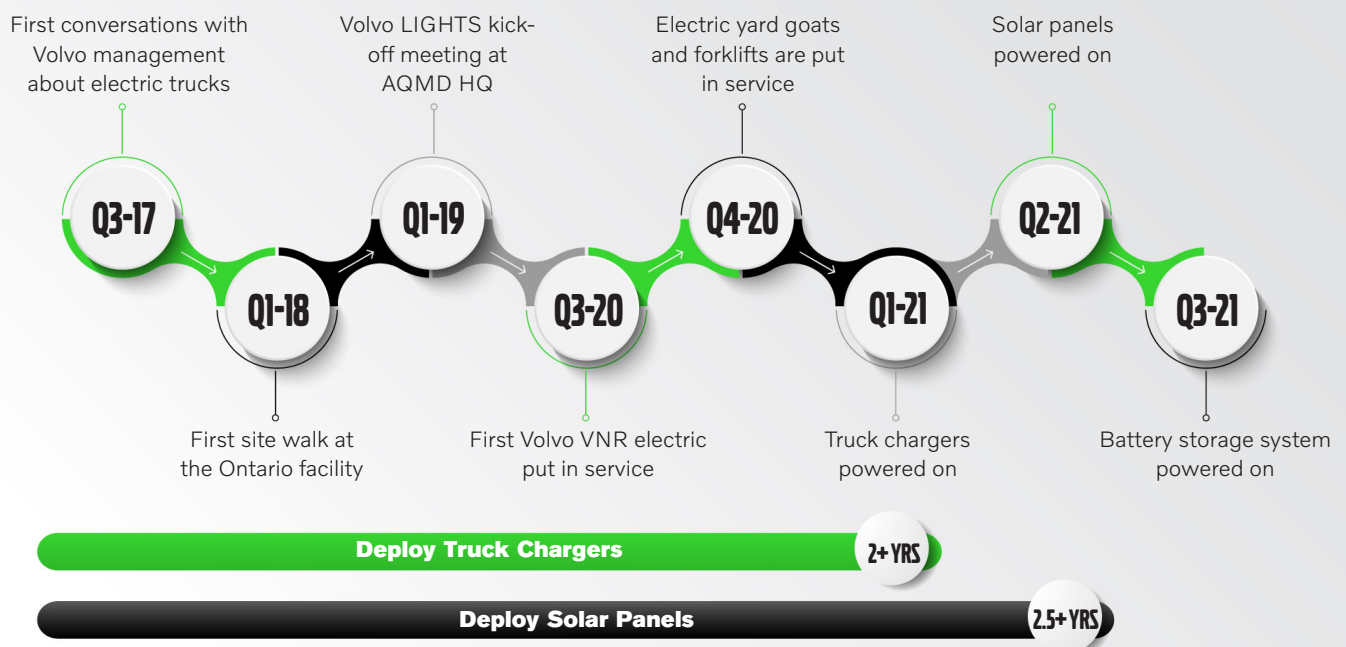 First conversations with
Volvo management
about electric trucks
Volvo LIGHTS kick-
off meeting at
AQMD HQ
Electric yard goats
and forklifts are put
in service
Solar panels
powered on
Q3-17
Q1-19
Q4-20
Q2-21
Q1-18
Q3-20
Q1-21
Q3-21
First site walk at
the Ontario facility
First Volvo VNR electric
put in service
Truck chargers
powered on
Battery storage system
powered on
Deploy Truck Chargers
2+ YRS
Deploy Solar Panels
2.5+ YRS